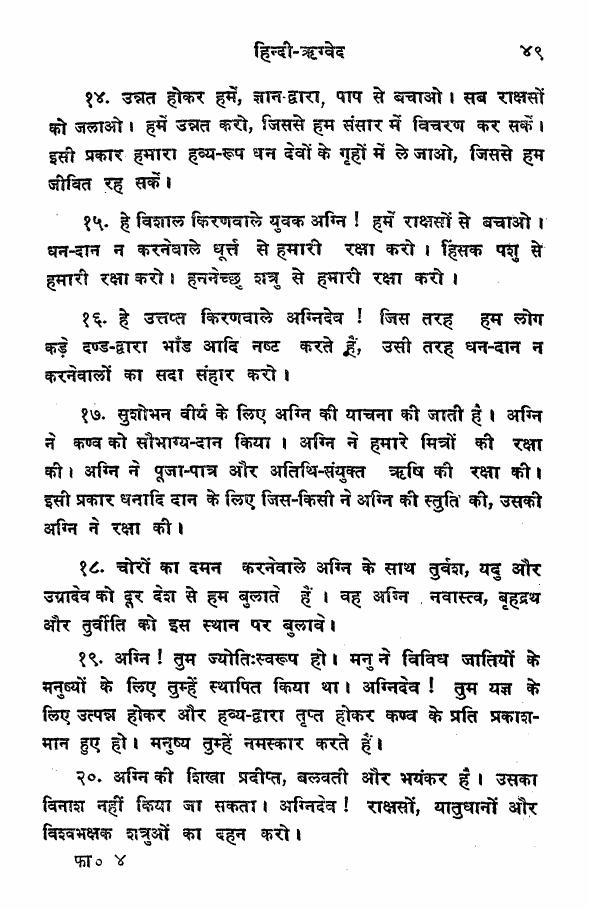 हिन्दी-ऋग्वेद ४९
१४. उन्नत होकर हमें, ज्ञान-द्वारा, पाप से बचाओ। सब राक्षसों
को जलाओ। हमें उन्नत करो, जिससे हम संसार में विचरण कर सकें।
इसी प्रकार हमारा हव्य-रूप धन देवों के गृहों में ले जाओ, जिससे हम
जीवित रह सकें।
१५. हे विशाल किरणवाले युवक अग्नि! हमें राक्षसों से बचाओ।
धन-दान न करनेवाले धूर्त्त से हमारी रक्षा करो। हिंसक पशु से
हमारी रक्षा करो। हननेच्छु शत्रु से हमारी रक्षा करो।
१६. हे उत्तप्त किरणवाले अग्निदेव! जिस तरह हम लोग
कड़े दण्ड-द्वारा भाँड आदि नष्ट करते हैं, उसी तरह धन-दान न
करनेवालों का सदा संहार करो।
१७. सुशोभन वीर्य के लिए अग्नि की याचना की जाती है। अग्नि
ने कण्व को सौभाग्य-दान किया। अग्नि ने हमारे मित्रों की रक्षा
की। अग्नि ने पूजा-पात्र और अतिथि-संयुक्त ऋषि की रक्षा की।
इसी प्रकार धनादि दान के लिए जिस-किसी ने अग्नि की स्तुति की, उसकी
अग्नि ने रक्षा की।
१८. चोरों का दमन करनेवाले अग्नि के साथ तुर्वश, यदु और
उग्रादेव को दूर देश से हम बुलाते हैं। वह अग्नि नवास्त्व, बृहद्रथ
और तुर्वीति को इस स्थान पर बुलावें।
१९. अग्नि! तुम ज्योतिःस्वरूप हो। मनु ने विविध जातियों के
मनुष्यों के लिए तुम्हें स्थापित किया था। अग्निदेव! तुम यज्ञ के
लिए उत्पन्न होकर और हव्य-द्वारा तृप्त होकर कण्व के प्रति प्रकाश-
मान हुए हो। मनुष्य तुम्हें नमस्कार करते हैं।
२०. अग्नि की शिखा प्रदीप्त, बलवती और भयंकर है। उसका
विनाश नहीं किया जा सकता। अग्निदेव! राक्षसों, यातुधानों और
विश्वभक्षक शत्रुओं का दहन करो।
फा० ४